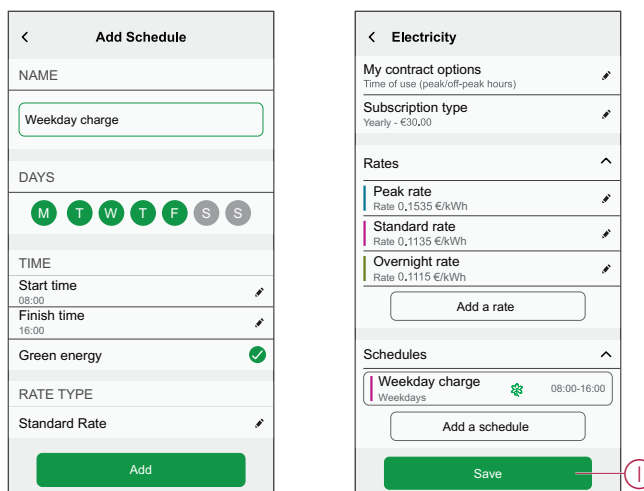 Add Schedule
NAME
Weekday charge
DAYS
M T W T F S S
TIME
Start time
08:00
Finish time
16:00
Green energy
RATE TYPE
Standard Rate
Add
Electricity
My contract options
Time of use (peak/off-peak hours)
Subscription type
Yearly - €30.00
Rates
Peak rate
Rate 0.1535 €/kWh
Standard rate
Rate 0.1135 €/kWh
Overnight rate
Rate 0.1115 €/kWh
Add a rate
Schedules
Weekday charge 08:00-16:00
Weekdays
Add a schedule
Save